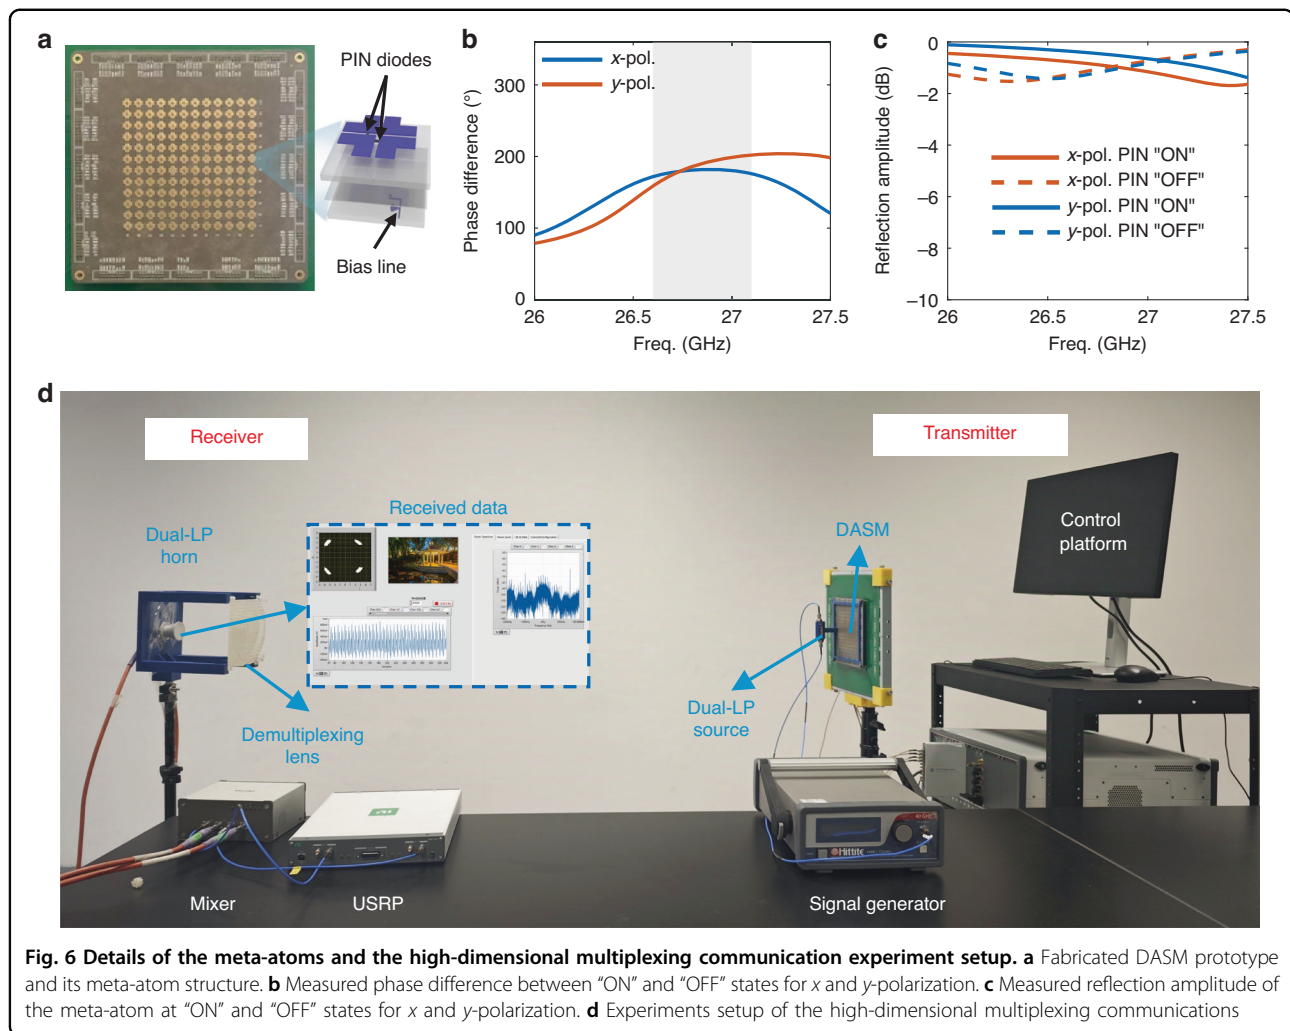 a
PIN diodes
Bias line
b
x-pol.
y-pol.
Phase difference (°)
300
200
100
0
26
26.5
27
27.5
Freq. (GHz)
c
Reflection amplitude (dB)
0
−2
−4
−6
−8
−10
x-pol. PIN "ON"
x-pol. PIN "OFF"
y-pol. PIN "ON"
y-pol. PIN "OFF"
26
26.5
27
27.5
Freq. (GHz)
d
Receiver
Transmitter
Received data
Dual-LP
horn
DASM
Control
platform
Dual-LP
source
Demultiplexing
lens
Hittite
Mixer
USRP
Signal generator
Fig. 6 Details of the meta-atoms and the high-dimensional multiplexing communication experiment setup. a Fabricated DASM prototype
and its meta-atom structure. b Measured phase difference between “ON” and “OFF” states for x and y-polarization. c Measured reflection amplitude of
the meta-atom at “ON” and “OFF” states for x and y-polarization. d Experiments setup of the high-dimensional multiplexing communications